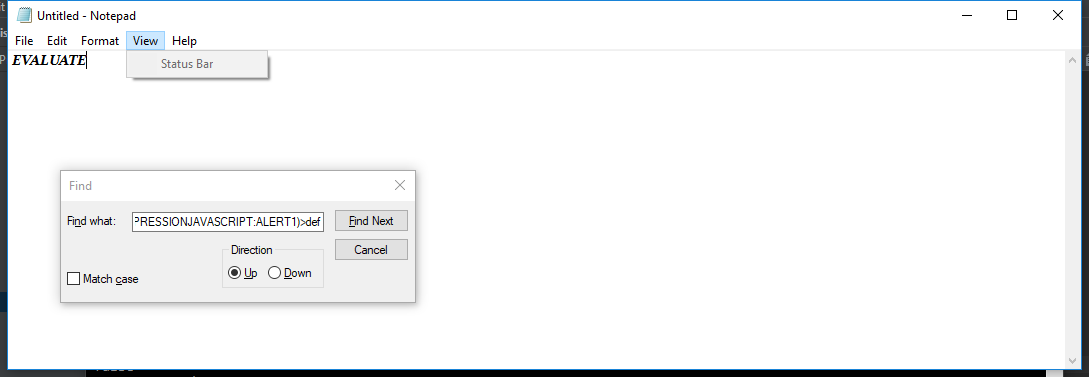 Untitled - Notepad
File Edit Format View Help
EVALUATE
Status Bar
Find
Find what: PRESSIONJAVASCRIPT:ALERT1)>def Find Next
Direction Cancel
Up Down
Match case